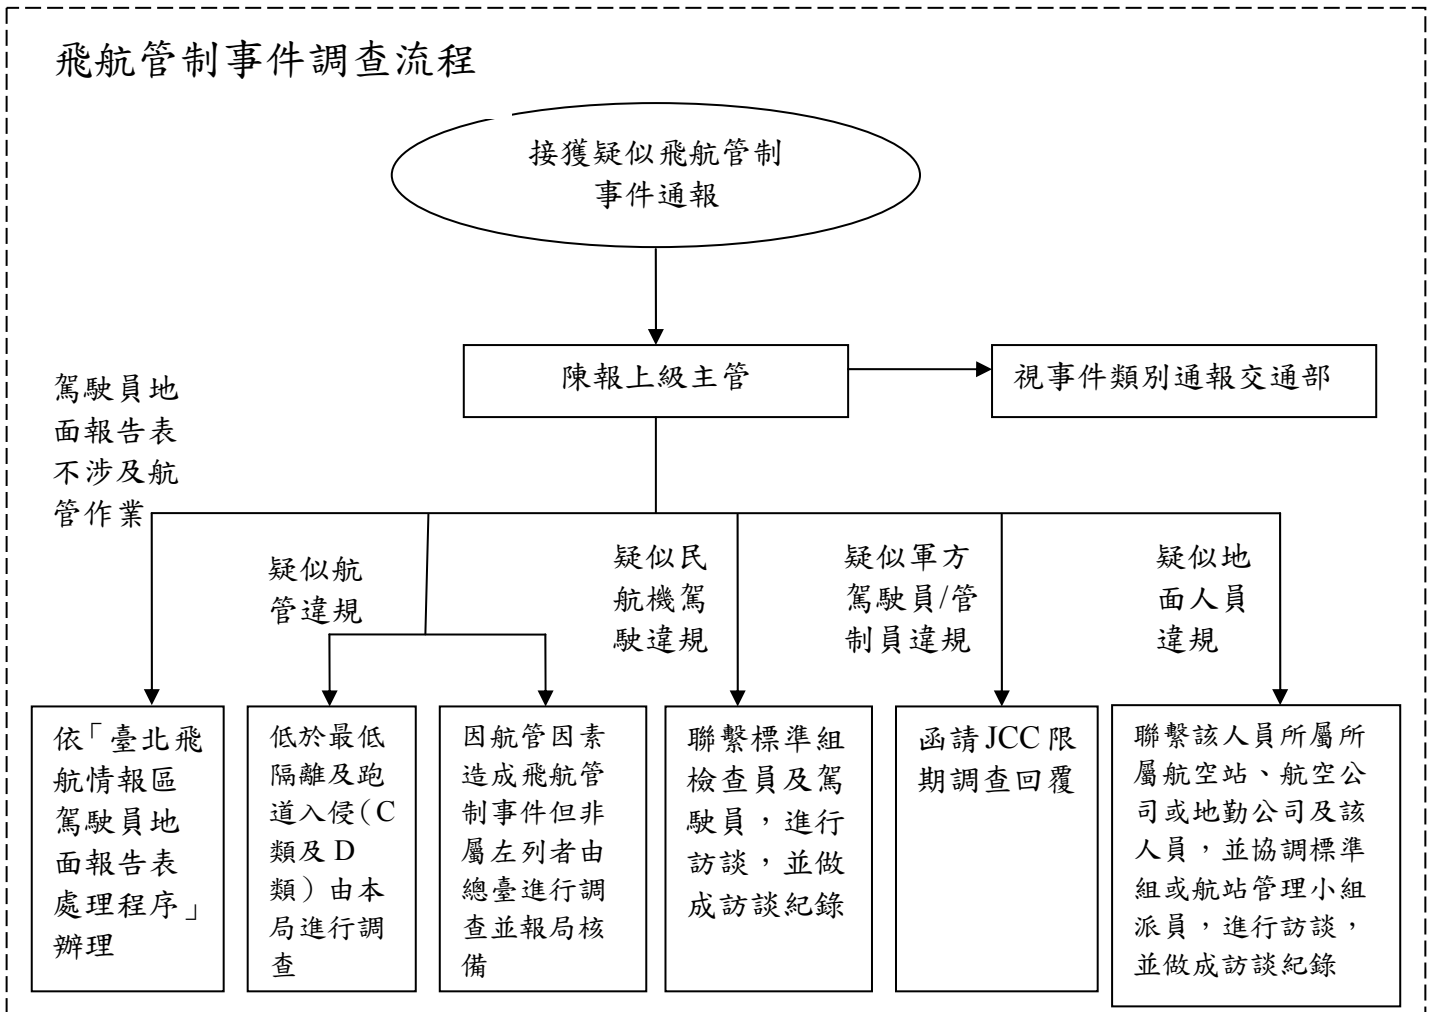 飛航管制事件調查流程
接獲疑似飛航管制
事件通報
陳報上級主管
視事件類別通報交通部
駕駛員地
面報告表
不涉及航
管作業
疑似航
管違規
疑似民
航機駕
駛違規
疑似軍方
駕駛員/管
制員違規
疑似地
面人員
違規
依「臺北飛
航情報區
駕駛員地
面報告表
處理程序」
辦理
低於最低
隔離及跑
道入侵(C
類及 D
類)由本
局進行調
查
因航管因素
造成飛航管
制事件但非
屬左列者由
總臺進行調
查並報局核
備
聯繫標準組
檢查員及駕
駛員,進行
訪談,並做
成訪談紀錄
函請 JCC 限
期調查回覆
聯繫該人員所屬所
屬航空站、航空公
司或地勤公司及該
人員,並協調標準
組或航站管理小組
派員,進行訪談,
並做成訪談紀錄